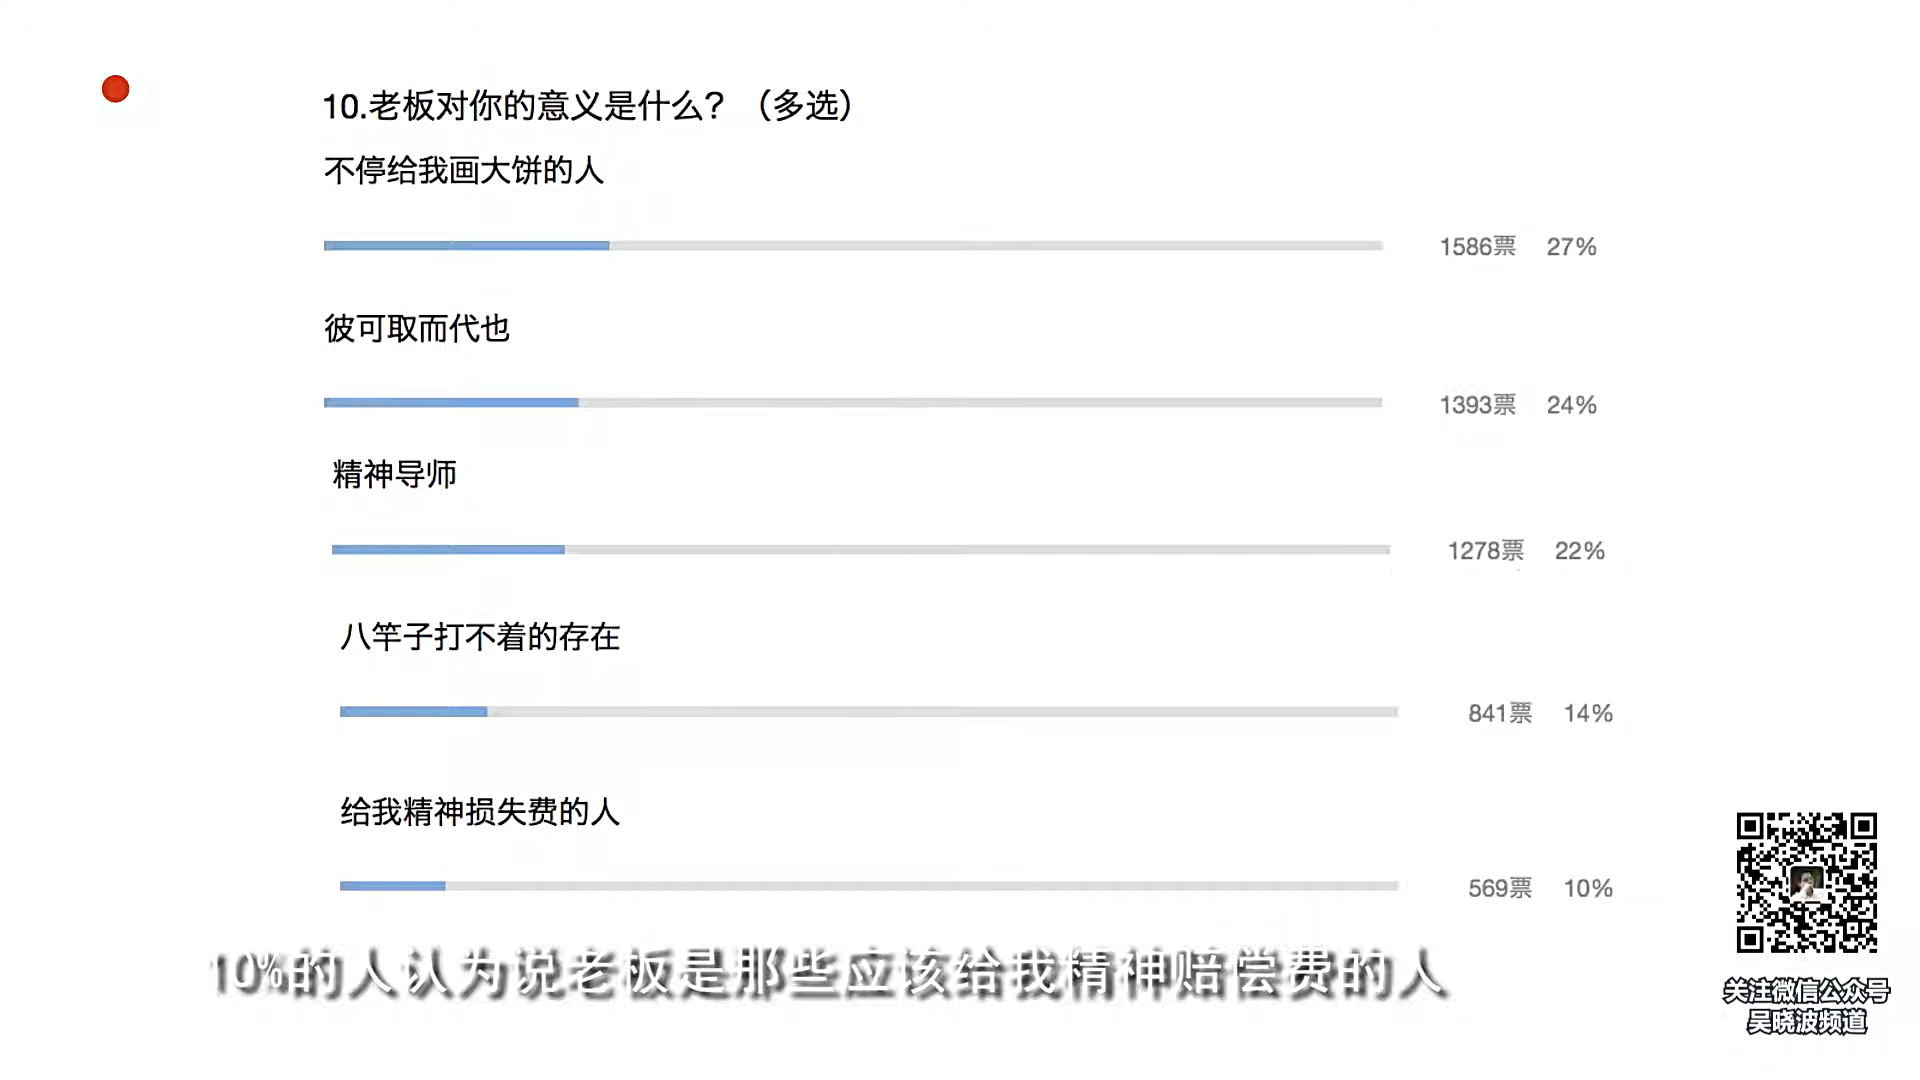 10.老板对你的意义是什么？（多选）
不停给我画大饼的人
1586票 27%
彼可取而代也
1393票 24%
精神导师
1278票 22%
八竿子打不着的存在
841票 14%
给我精神损失费的人
569票 10%
10%的人认为说老板是那些应该给我精神赔偿费的人
关注微信公众号
吴晓波频道